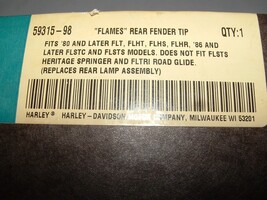 59315-98 "FLAMES" REAR FENDER TIP QTY:1
FITS '80 AND LATER FLT, FLHT, FLHS, FLHR, '86 AND
LATER FLSTC AND FLSTS MODELS. DOES NOT FIT FLSTS
HERITAGE SPRINGER AND FLTRI ROAD GLIDE.
(REPLACES REAR LAMP ASSEMBLY)
HARLEY® HARLEY-DAVIDSON MOTOR COMPANY, MILWAUKEE WI 53201